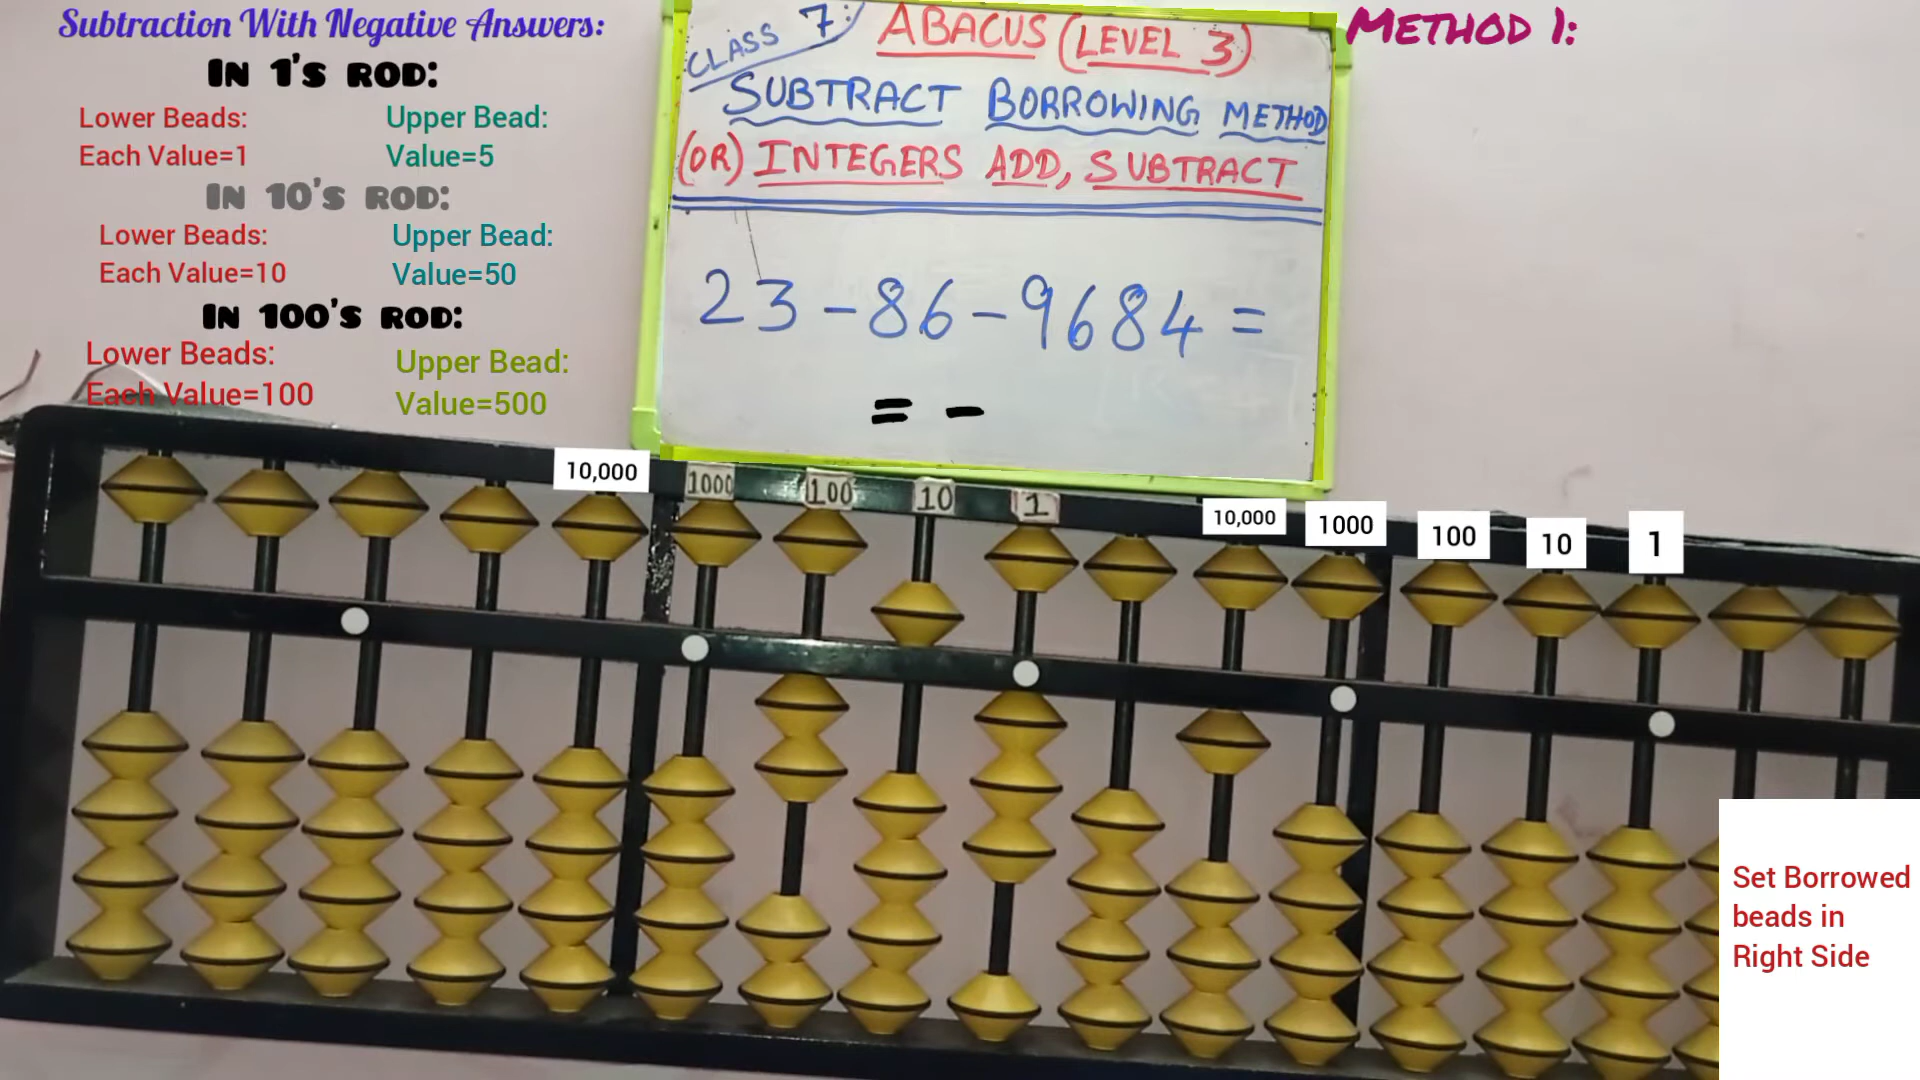 Subtraction With Negative Answers:
In 1's rod:
Lower Beads:
Each Value=1
Upper Bead:
Value=5
In 10's rod:
Lower Beads:
Each Value=10
Upper Bead:
Value=50
In 100's rod:
Lower Beads:
Each Value=100
Upper Bead:
Value=500
CLASS 7:
ABACUS (LEVEL 3)
SUBTRACT BORROWING METHOD
(OR) INTEGERS ADD, SUBTRACT
23-86-9684=
= -
Method 1:
10,000 1000 100 10 1
10,000 1000 100 10 1
Set Borrowed
beads in
Right Side